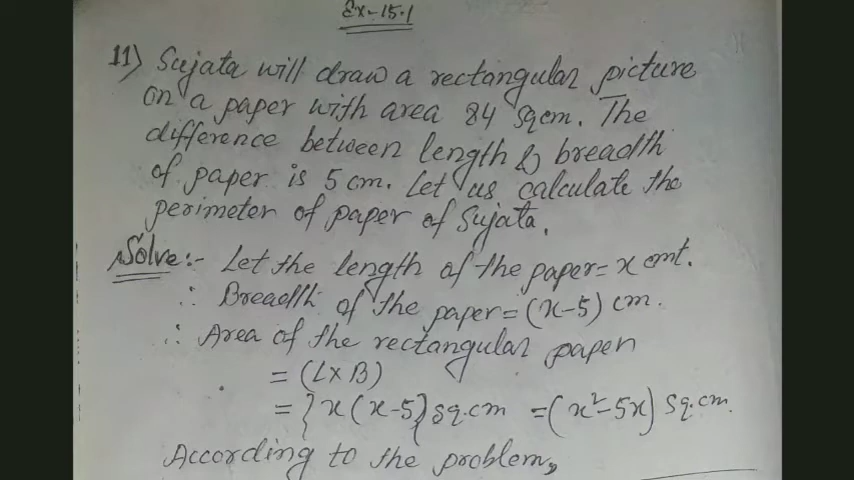 Ex-15.1
11) Sujata will draw a rectangular picture
on a paper with area 84 sqcm. The
difference between length & breadth
of paper is 5 cm. Let us calculate the
perimeter of paper of Sujata.
Solve:- Let the length of the paper = x cmt.
∴ Breadth of the paper = (x-5) cm.
∴ Area of the rectangular paper
= (L×B)
= {x(x-5} sq.cm = (x²-5x) sq.cm.
According to the problem,